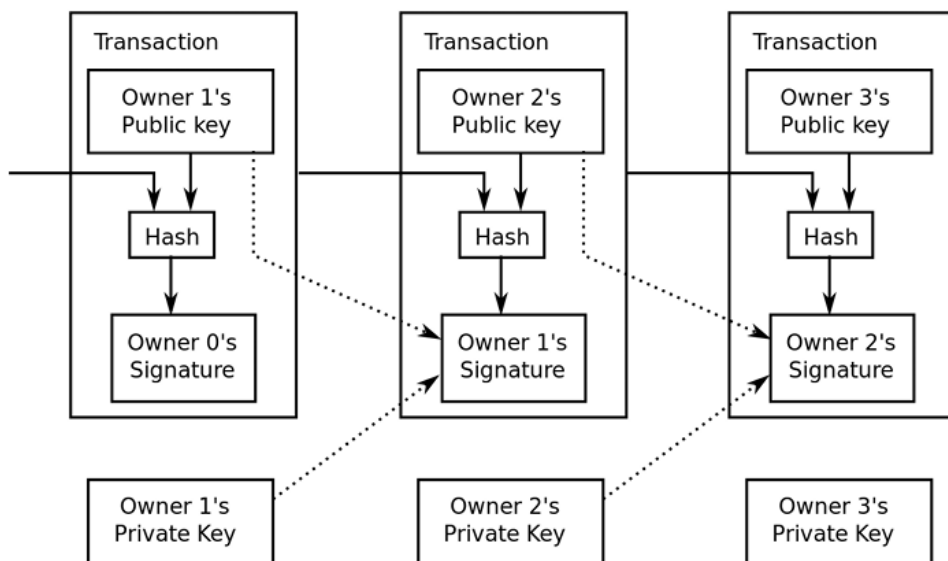 Transaction
Owner 1's
Public key
Hash
Owner 0's
Signature
Transaction
Owner 2's
Public key
Hash
Owner 1's
Signature
Transaction
Owner 3's
Public key
Hash
Owner 2's
Signature
Owner 1's
Private Key
Owner 2's
Private Key
Owner 3's
Private Key